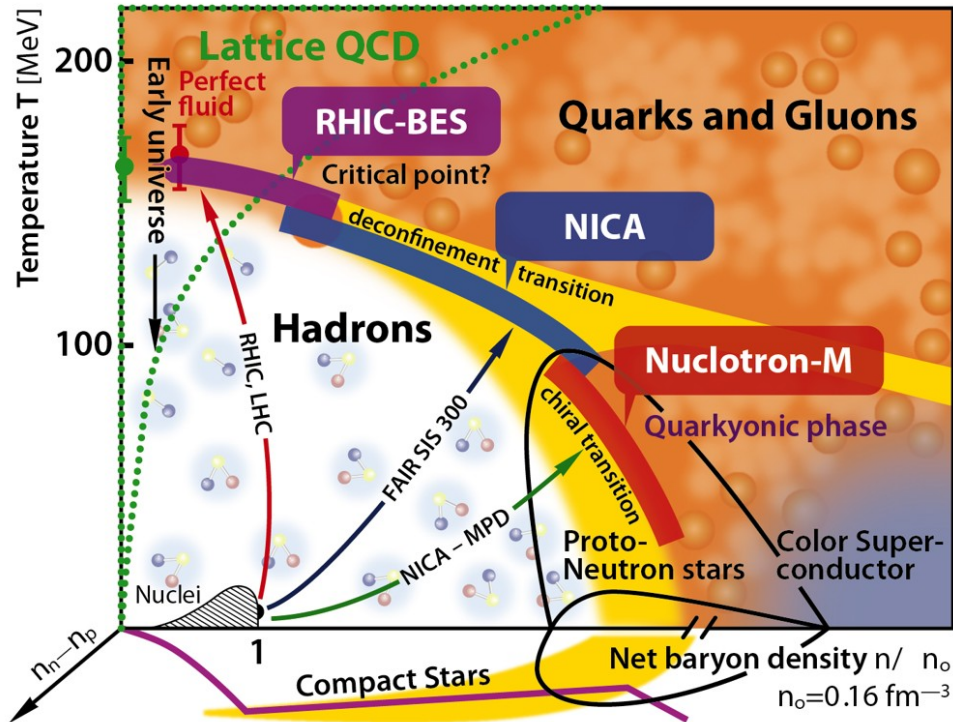 200
Lattice QCD
Temperature T [MeV]
Early universe
Perfect
fluid
RHIC-BES
Critical point?
Quarks and Gluons
NICA
deconfinement transition
100
Hadrons
Nuclotron-M
Quarkyonic phase
RHIC, LHC
FAIR SIS 300
chiral transition
NICA – MPD
Proto-
Neutron stars
Color Super-
conductor
Nuclei
nn–np
1
Net baryon density n/ no
no=0.16 fm—3
Compact Stars